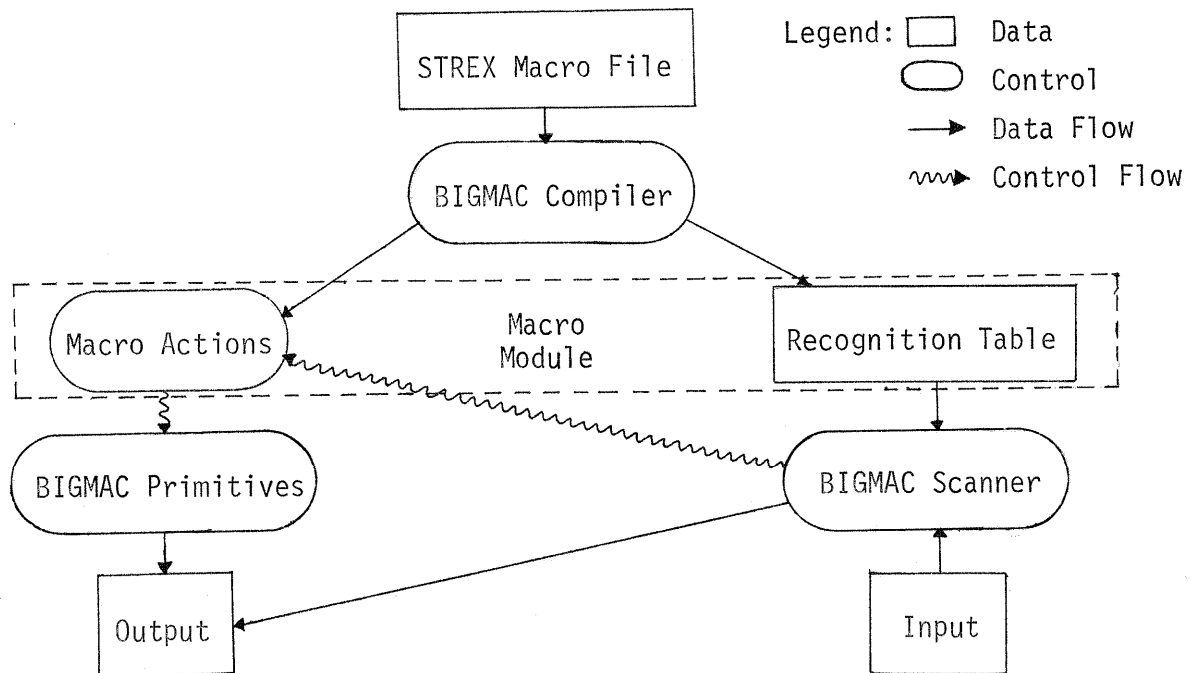 STREX Macro File
Legend:
Data
Control
Data Flow
Control Flow
BIGMAC Compiler
Macro Actions
Macro
Module
Recognition Table
BIGMAC Primitives
BIGMAC Scanner
Output
Input